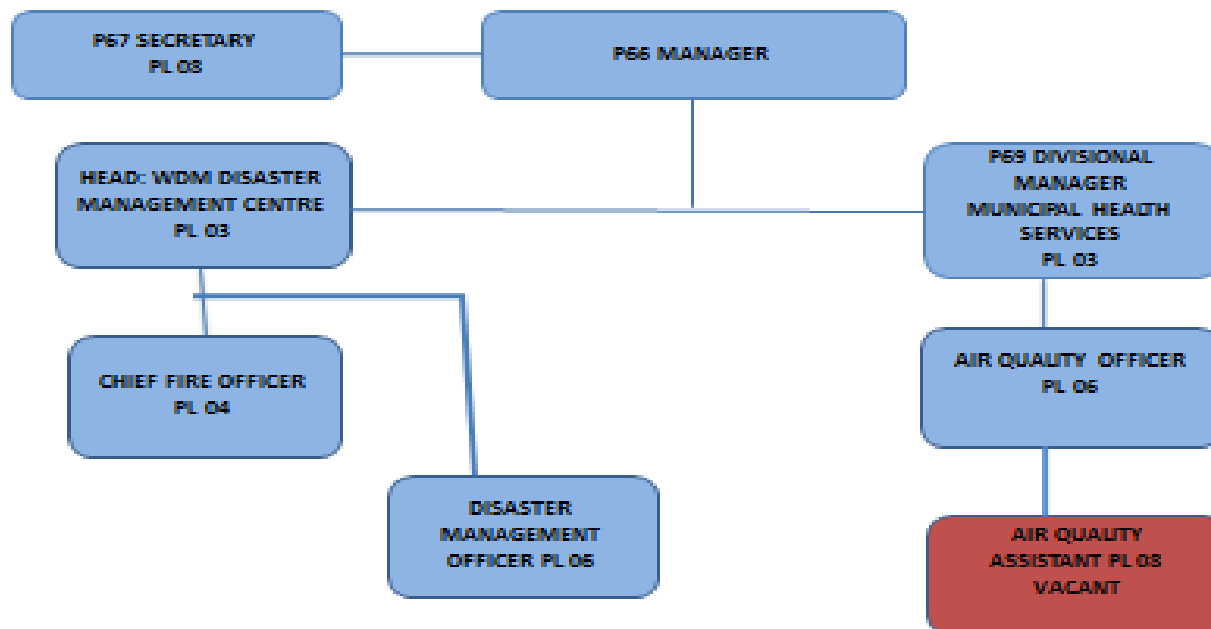 P67 SECRETARY
PL 08
P66 MANAGER
HEAD: WDM DISASTER
MANAGEMENT CENTRE
PL 03
P69 DIVISIONAL
MANAGER
MUNICIPAL HEALTH
SERVICES
PL 03
CHIEF FIRE OFFICER
PL 04
AIR QUALITY OFFICER
PL 06
DISASTER
MANAGEMENT
OFFICER PL 06
AIR QUALITY
ASSISTANT PL 08
VACANT